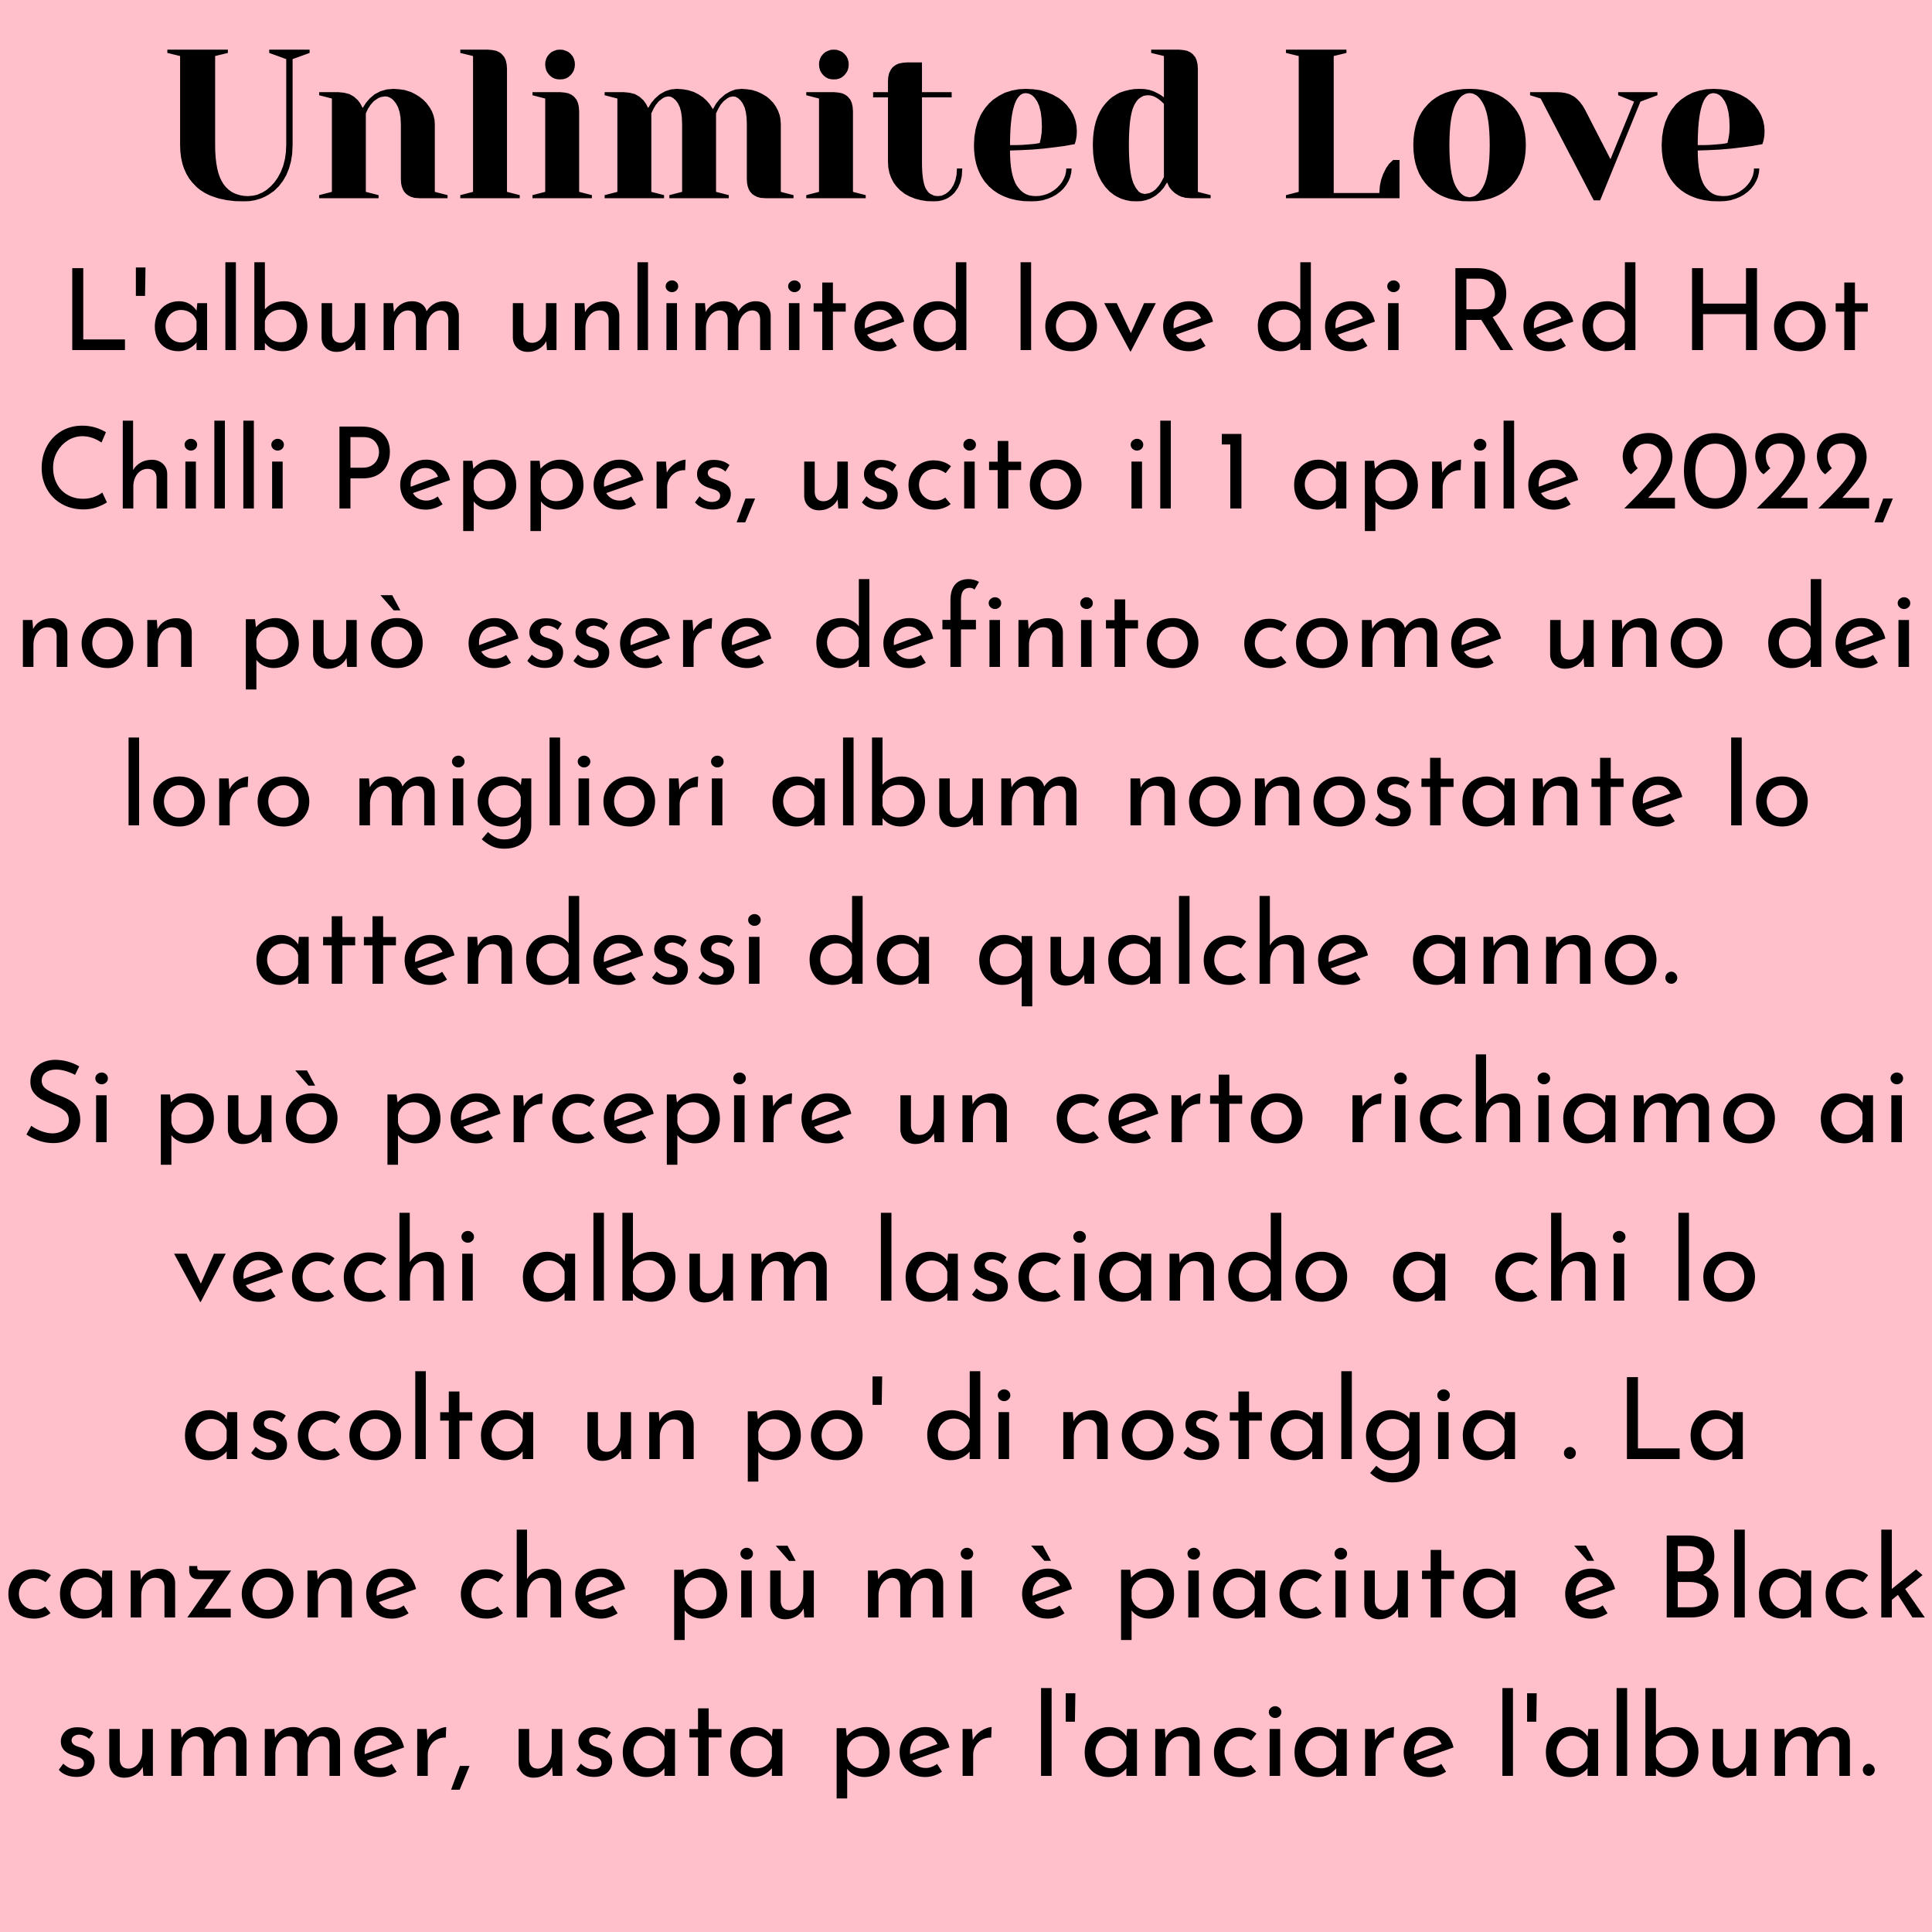 Unlimited Love
L'album unlimited love dei Red Hot
Chilli Peppers, uscito il 1 aprile 2022,
non può essere definito come uno dei
loro migliori album nonostante lo
attendessi da qualche anno.
Si può percepire un certo richiamo ai
vecchi album lasciando a chi lo
ascolta un po' di nostalgia . La
canzone che più mi è piaciuta è Black
summer, usata per l'anciare l'album.